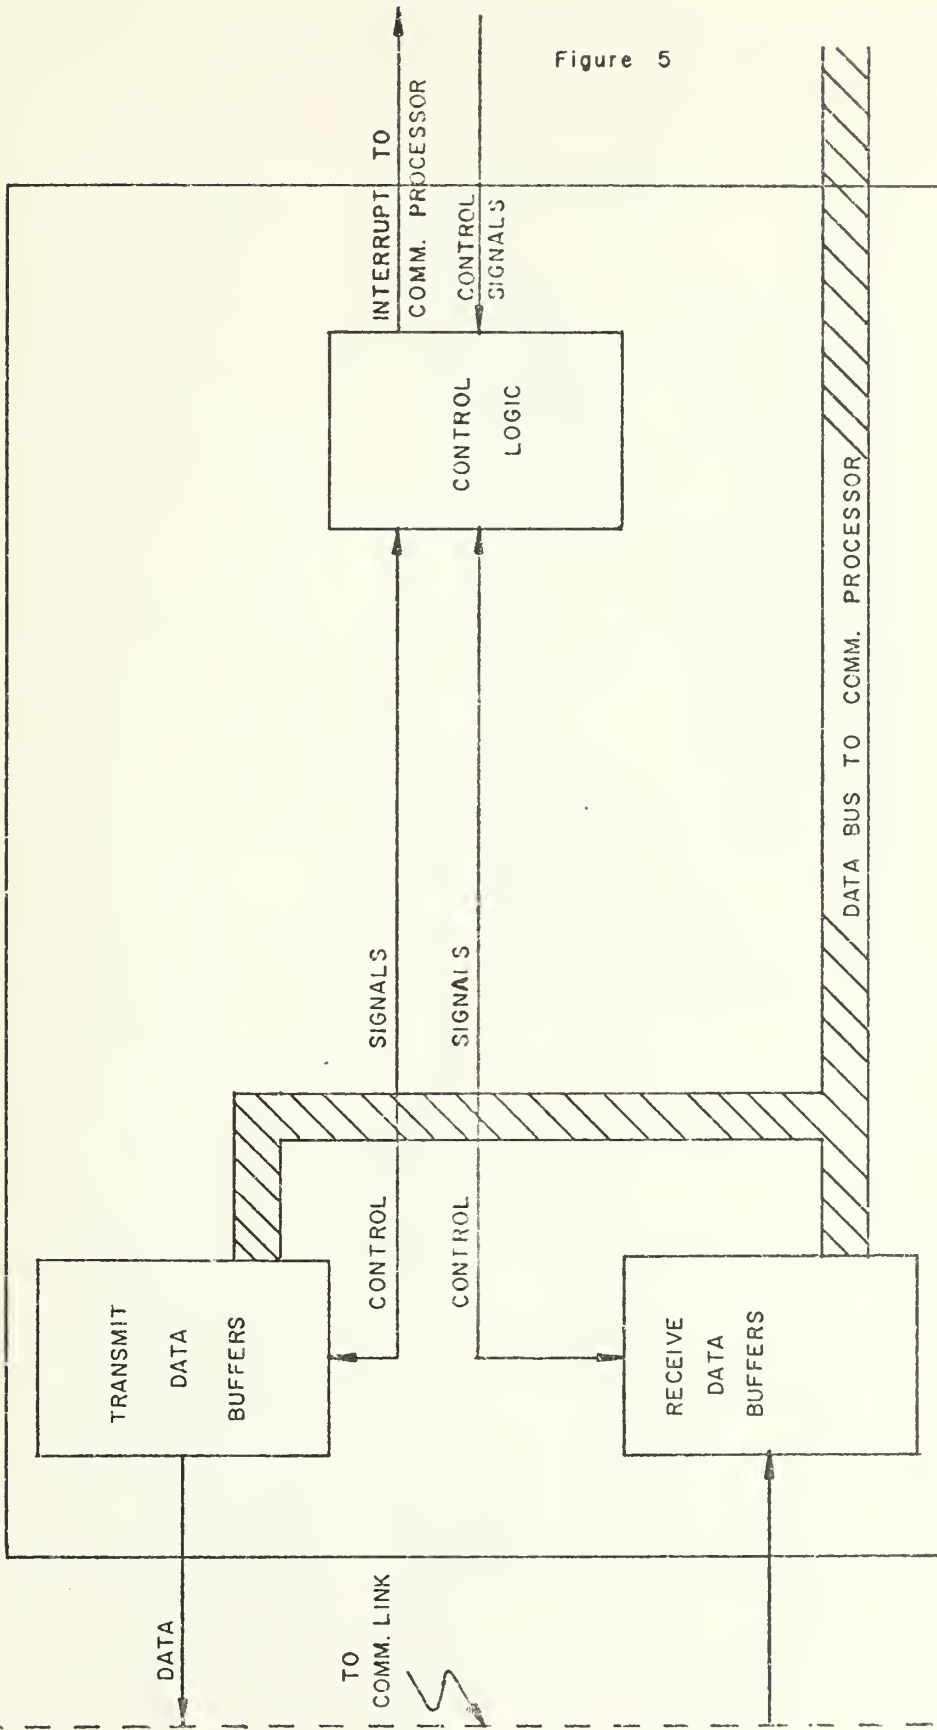 Figure 5
INTERRUPT TO
COMM. PROCESSOR
CONTROL
SIGNALS
CONTROL
LOGIC
SIGNALS
SIGNALS
CONTROL
CONTROL
TRANSMIT
DATA
BUFFERS
RECEIVE
DATA
BUFFERS
DATA BUS TO COMM. PROCESSOR
DATA
TO
COMM. LINK